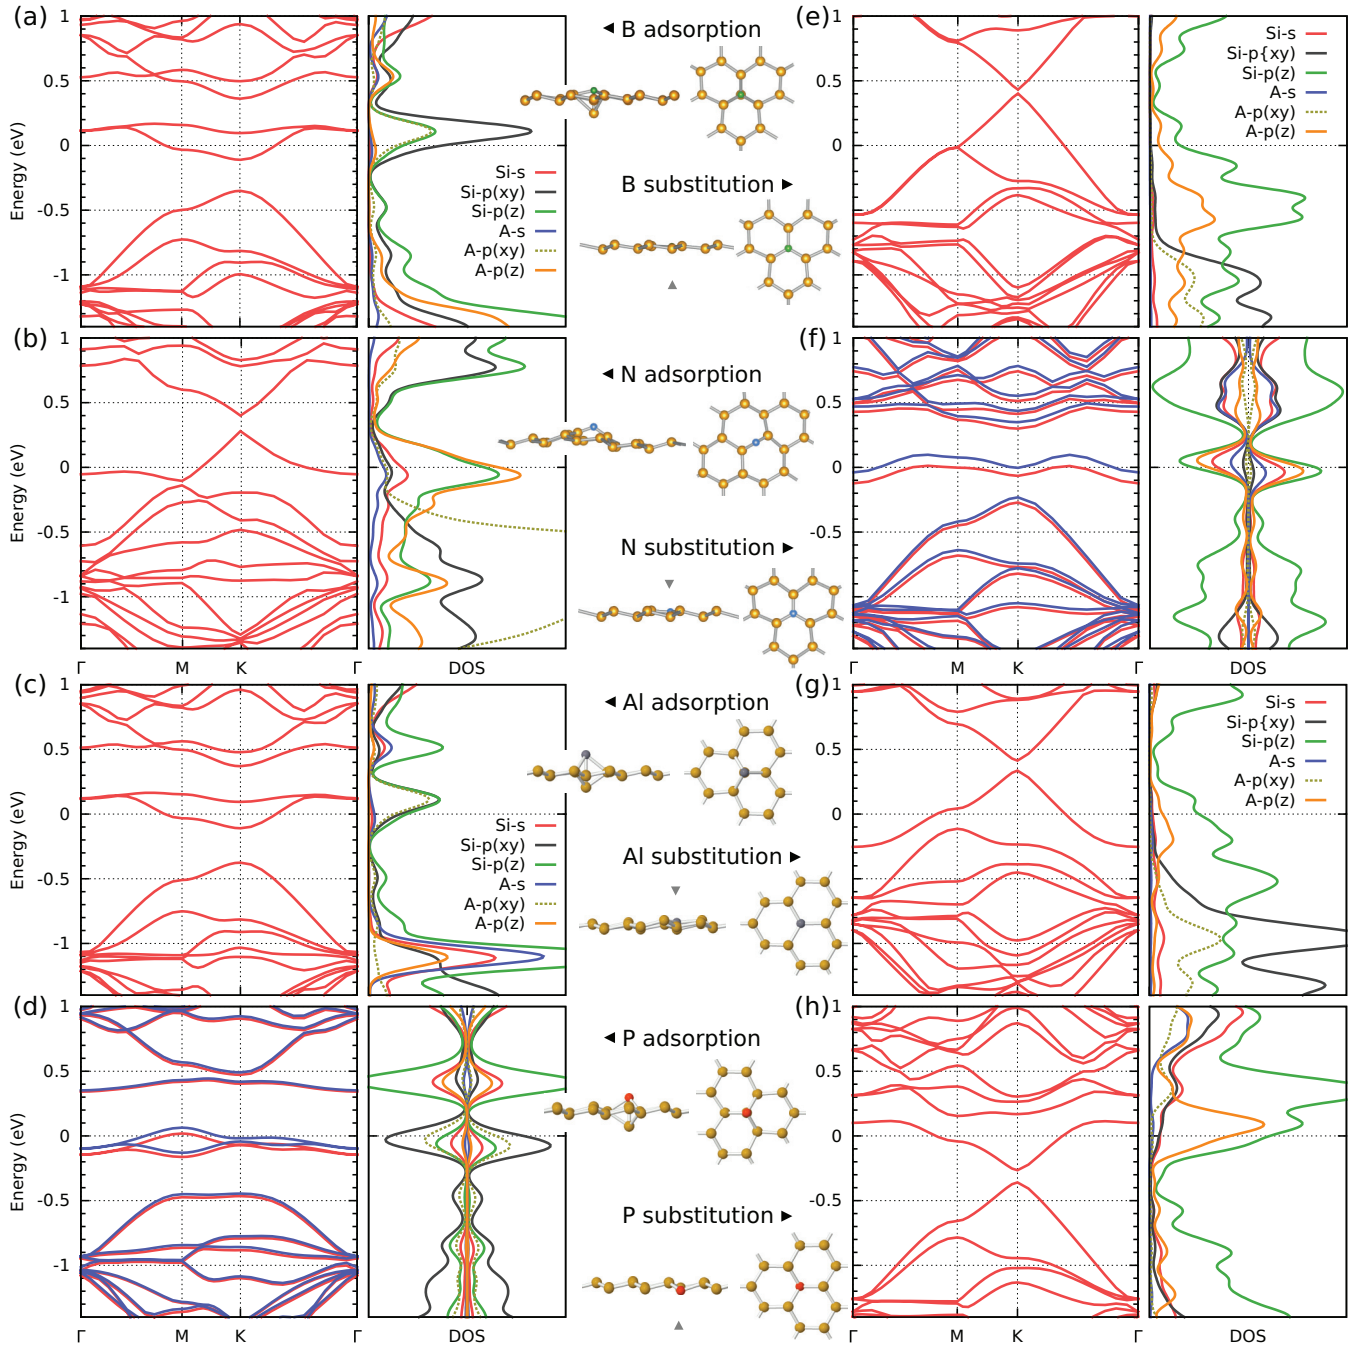 (a)
1
0.5
0
-0.5
-1
Energy (eV)
Si-s
Si-p(xy)
Si-p(z)
A-s
A-p(xy)
A-p(z)
◄ B adsorption
B substitution ►
(e)
Si-s
Si-p{xy)
Si-p(z)
A-s
A-p(xy)
A-p(z)
(b)
1
0.5
0
-0.5
-1
Energy (eV)
Γ M K Γ DOS
◄ N adsorption
N substitution ►
(f)
1
0.5
0
-0.5
-1
Γ M K Γ DOS
(c)
1
0.5
0
-0.5
-1
Energy (eV)
Si-s
Si-p(xy)
Si-p(z)
A-s
A-p(xy)
A-p(z)
◄ Al adsorption
Al substitution ►
(g)
1
0.5
0
-0.5
-1
Si-s
Si-p{xy)
Si-p(z)
A-s
A-p(xy)
A-p(z)
(d)
1
0.5
0
-0.5
-1
Energy (eV)
Γ M K Γ DOS
◄ P adsorption
P substitution ►
(h)
1
0.5
0
-0.5
-1
Γ M K Γ DOS